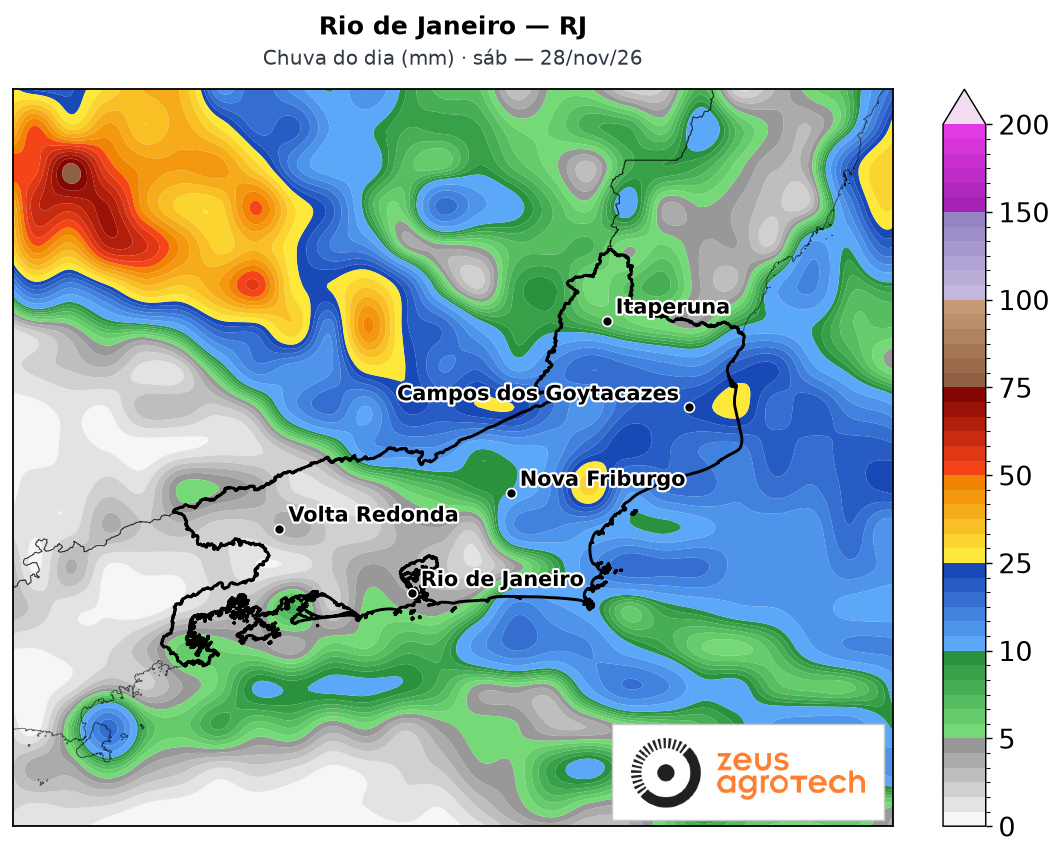 Rio de Janeiro — RJ
Chuva do dia (mm) · sáb — 28/nov/26
Itaperuna
Campos dos Goytacazes
Nova Friburgo
Volta Redonda
Rio de Janeiro
200
150
100
75
50
25
10
5
0
zeus
agrotech